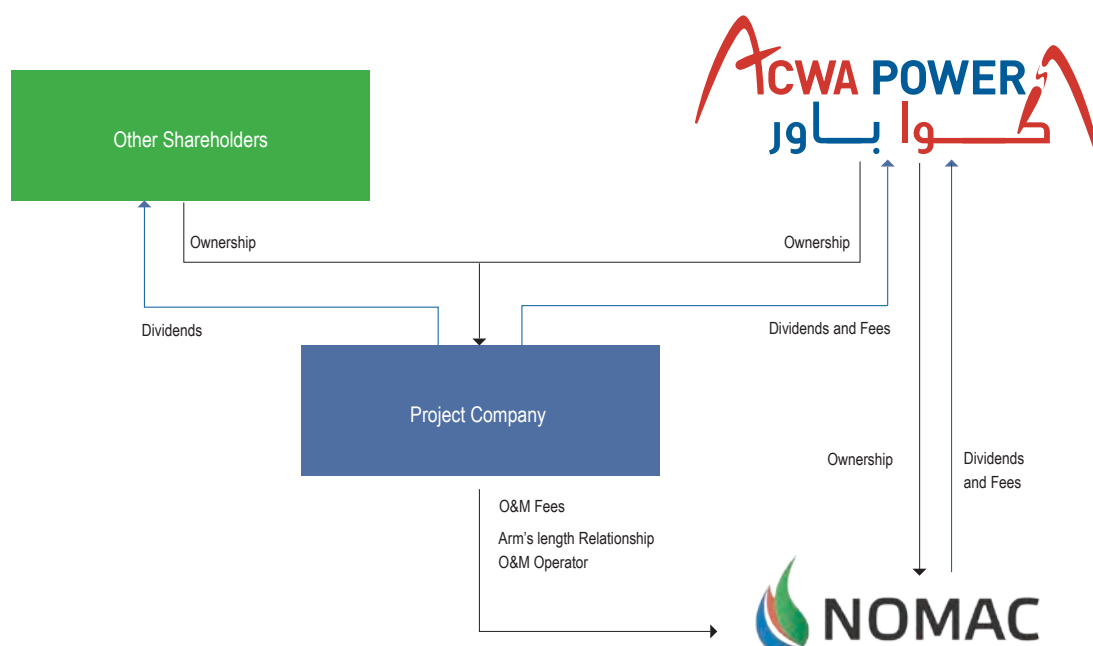 ACWA POWER
أكوا باور
Other Shareholders
Ownership
Ownership
Dividends
Dividends and Fees
Project Company
Ownership
Dividends
and Fees
O&M Fees
Arm's length Relationship
O&M Operator
NOMAC